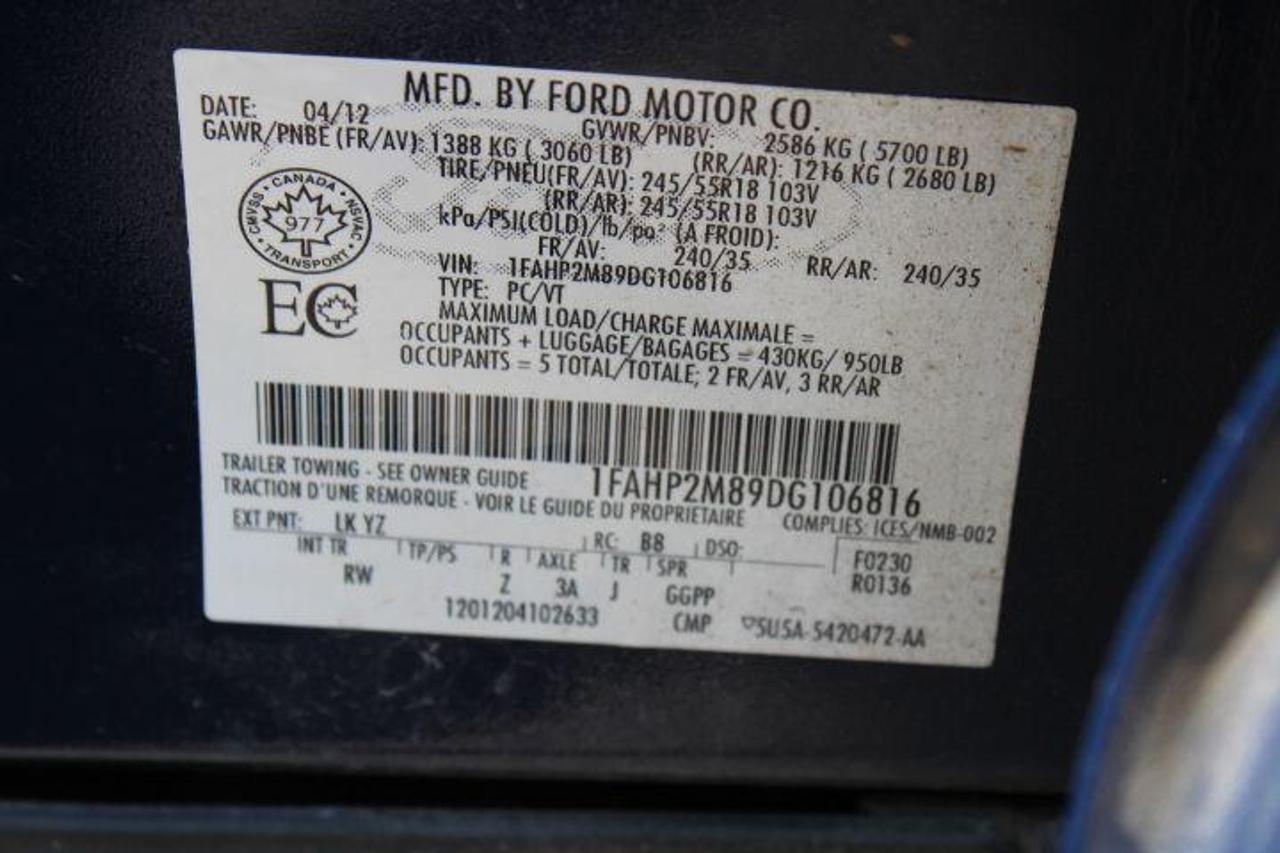 MFD. BY FORD MOTOR CO.
DATE: 04/12 GVWR/PNBV: 2586 KG ( 5700 LB)
GAWR/PNBE (FR/AV): 1388 KG ( 3060 LB) (RR/AR): 1216 KG ( 2680 LB)
TIRE/PNEU(FR/AV): 245/55R18 103V
(RR/AR): 245/55R18 103V
kPa/PSI(COLD)/lb/po² (A FROID):
FR/AV: 240/35 RR/AR: 240/35
VIN: 1FAHP2M89DG106816
TYPE: PC/VT
MAXIMUM LOAD/CHARGE MAXIMALE =
OCCUPANTS + LUGGAGE/BAGAGES = 430KG/ 950LB
OCCUPANTS = 5 TOTAL/TOTALE; 2 FR/AV, 3 RR/AR
CANADA
CMVSS • NSVAC
977
TRANSPORT
EC
1FAHP2M89DG106816
TRAILER TOWING - SEE OWNER GUIDE
TRACTION D'UNE REMORQUE - VOIR LE GUIDE DU PROPRIETAIRE
COMPLIES: ICES/NMB-002
EXT PNT: LK YZ RC: B8 DSO: F0230
INT TR TP/PS R AXLE TR SPR R0136
RW Z 3A J GGPP
1201204102633 CMP ▽5U5A-5420472-AA